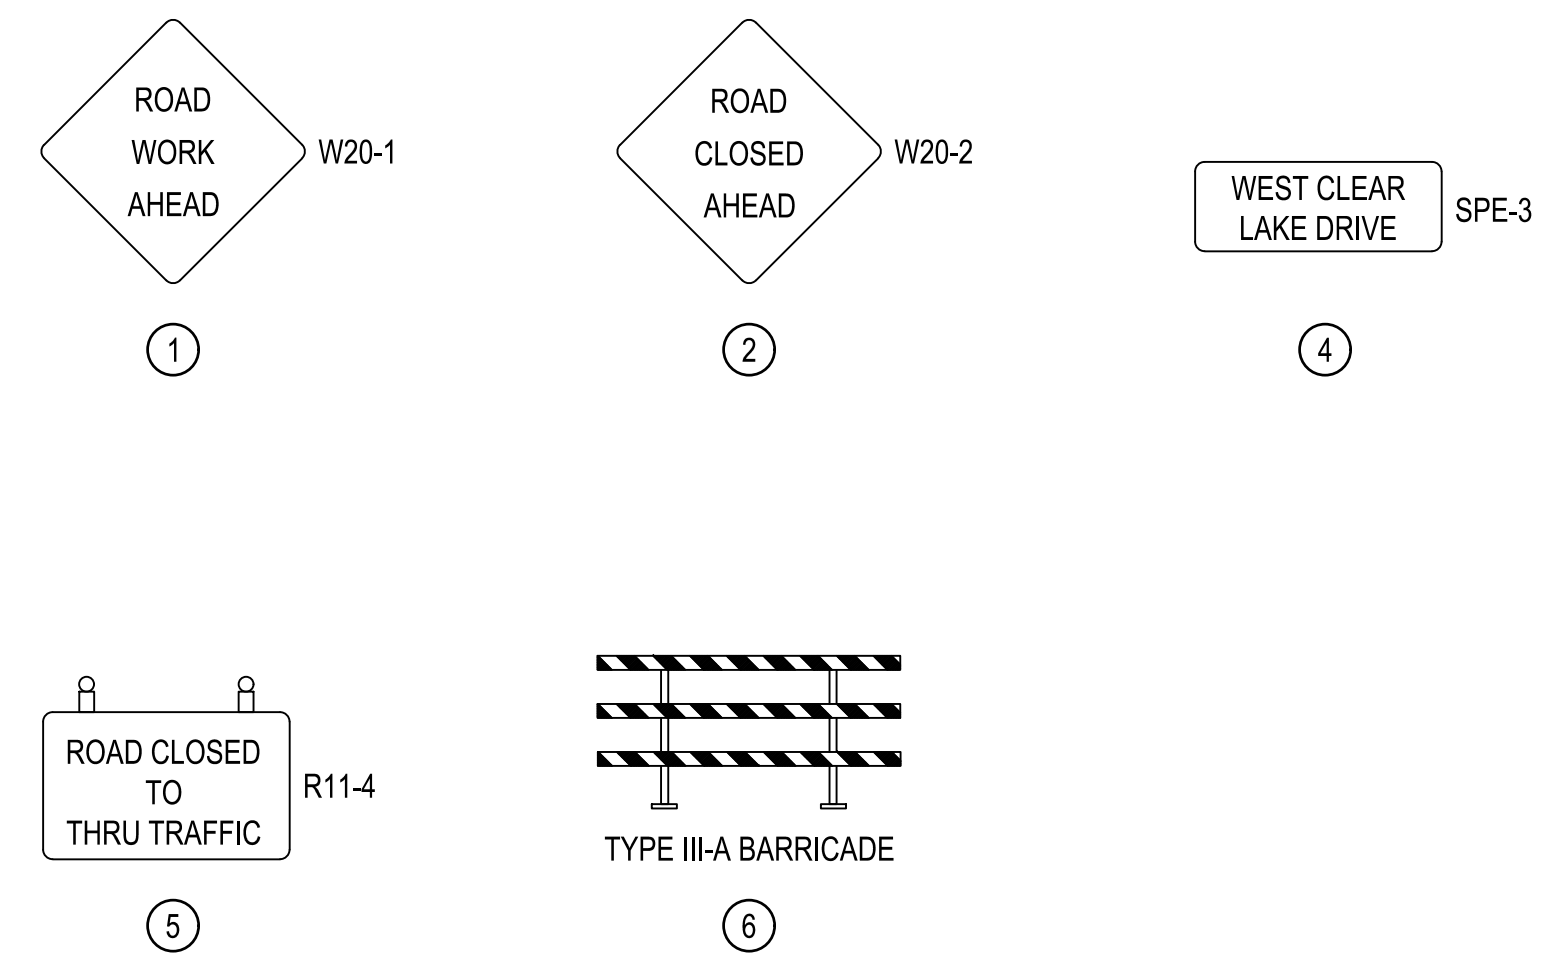 ROAD
WORK
AHEAD
W20-1
1
ROAD
CLOSED
AHEAD
W20-2
2
WEST CLEAR
LAKE DRIVE
SPE-3
4
ROAD CLOSED
TO
THRU TRAFFIC
R11-4
5
TYPE III-A BARRICADE
6